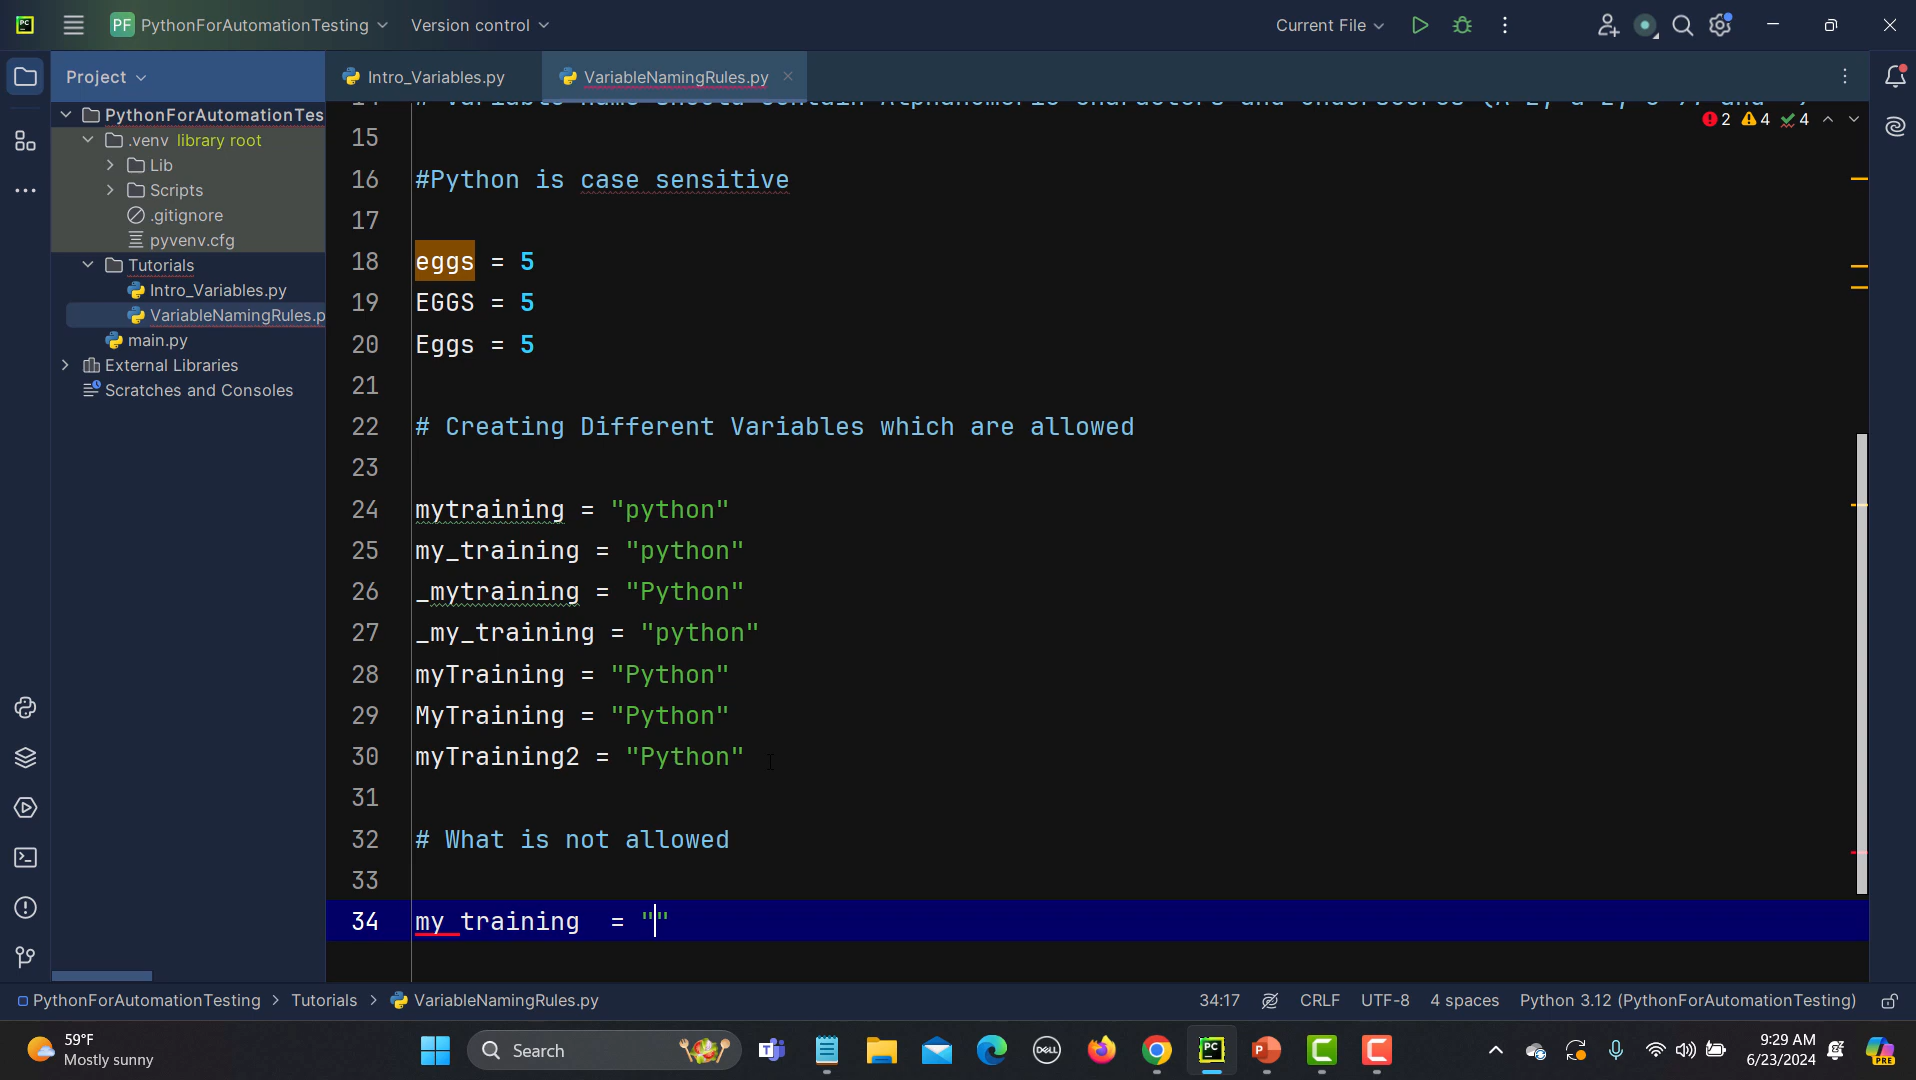 PF PythonForAutomationTesting Version control Current File
Project
Intro_Variables.py VariableNamingRules.py
PythonForAutomationTes
.venv library root
Lib
Scripts
.gitignore
pyvenv.cfg
Tutorials
Intro_Variables.py
VariableNamingRules.p
main.py
External Libraries
Scratches and Consoles
2 4 4
15
16 #Python is case sensitive
17
18 eggs = 5
19 EGGS = 5
20 Eggs = 5
21
22 # Creating Different Variables which are allowed
23
24 mytraining = "python"
25 my_training = "python"
26 _mytraining = "Python"
27 _my_training = "python"
28 myTraining = "Python"
29 MyTraining = "Python"
30 myTraining2 = "Python"
31
32 # What is not allowed
33
34 my training  = ""
PythonForAutomationTesting > Tutorials > VariableNamingRules.py 34:17 CRLF UTF-8 4 spaces Python 3.12 (PythonForAutomationTesting)
59°F
Mostly sunny
Search
DELL
PRE
9:29 AM
6/23/2024